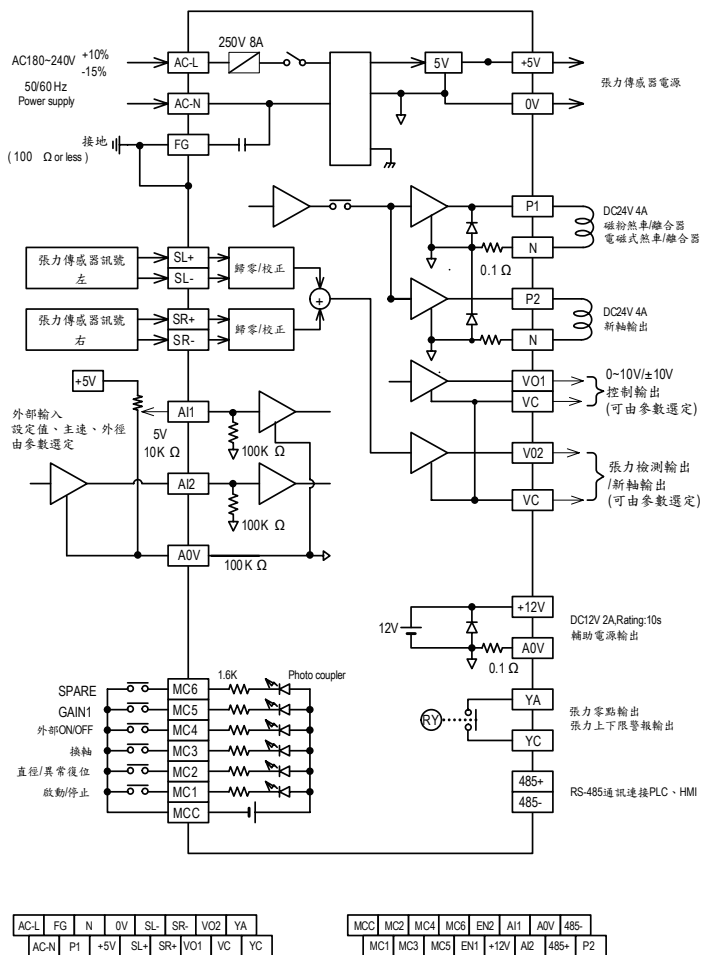 250V 8A
AC180~240V +10%
-15%
50/60 Hz
Power supply
AC-L
AC-N
接地
( 100 Ω or less )
FG
5V
+5V
0V
張力傳感器電源
P1
N
0.1 Ω
DC24V 4A
磁粉煞車/離合器
電磁式煞車/離合器
P2
N
DC24V 4A
新軸輸出
張力傳感器訊號
左
SL+
SL-
歸零/校正
張力傳感器訊號
右
SR+
SR-
歸零/校正
+
VO1
VC
0~10V/±10V
控制輸出
(可由參數選定)
V02
VC
張力檢測輸出
/新軸輸出
(可由參數選定)
+5V
外部輸入
設定值、主速、外徑
由參數選定
5V
10K Ω
AI1
100K Ω
AI2
100K Ω
A0V
100K Ω
12V
+12V
A0V
0.1 Ω
DC12V 2A,Rating:10s
輔助電源輸出
RY
YA
YC
張力零點輸出
張力上下限警報輸出
485+
485-
RS-485通訊連接PLC、HMI
1.6K
Photo coupler
SPARE
MC6
GAIN1
MC5
外部ON/OFF
MC4
換軸
MC3
直徑/異常復位
MC2
啟動/停止
MC1
MCC
AC-L FG N 0V SL- SR- VO2 YA
AC-N P1 +5V SL+ SR+ VO1 VC YC
MCC MC2 MC4 MC6 EN2 AI1 A0V 485-
MC1 MC3 MC5 EN1 +12V AI2 485+ P2